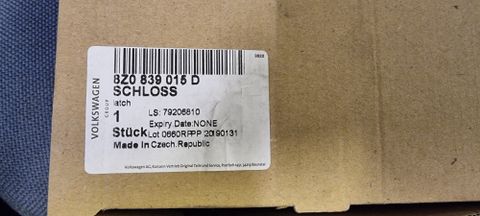 VOLKSWAGEN
GROUP
8Z0 839 015 D
SCHLOSS
latch
1
Stück
LS: 79206810
Expiry Date:NONE
Lot 0660RPPP 20190131
Made In Czech.Republic